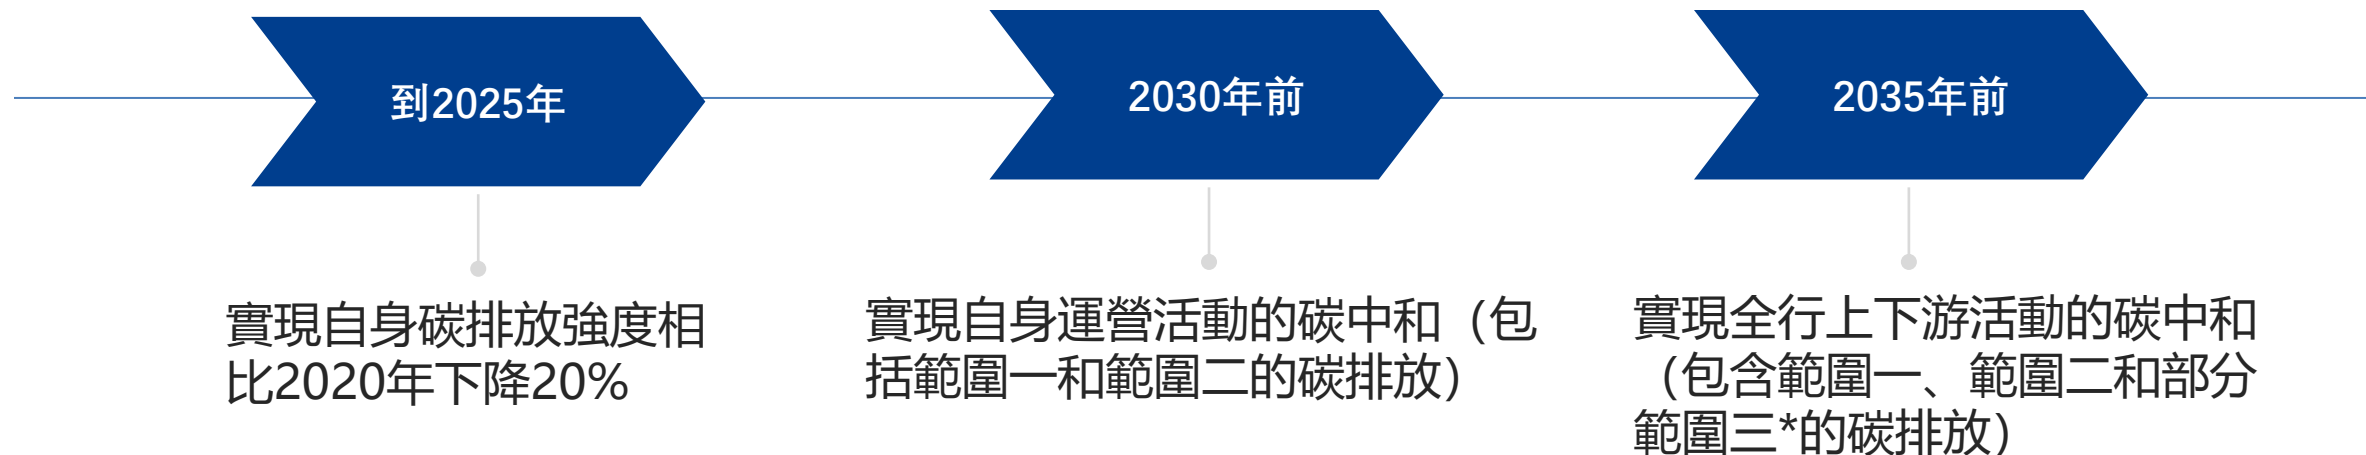 到2025年
實現自身碳排放強度相
比2020年下降20%
2030年前
實現自身運營活動的碳中和（包
括範圍一和範圍二的碳排放）
2035年前
實現全行上下游活動的碳中和
（包含範圍一、範圍二和部分
範圍三*的碳排放）